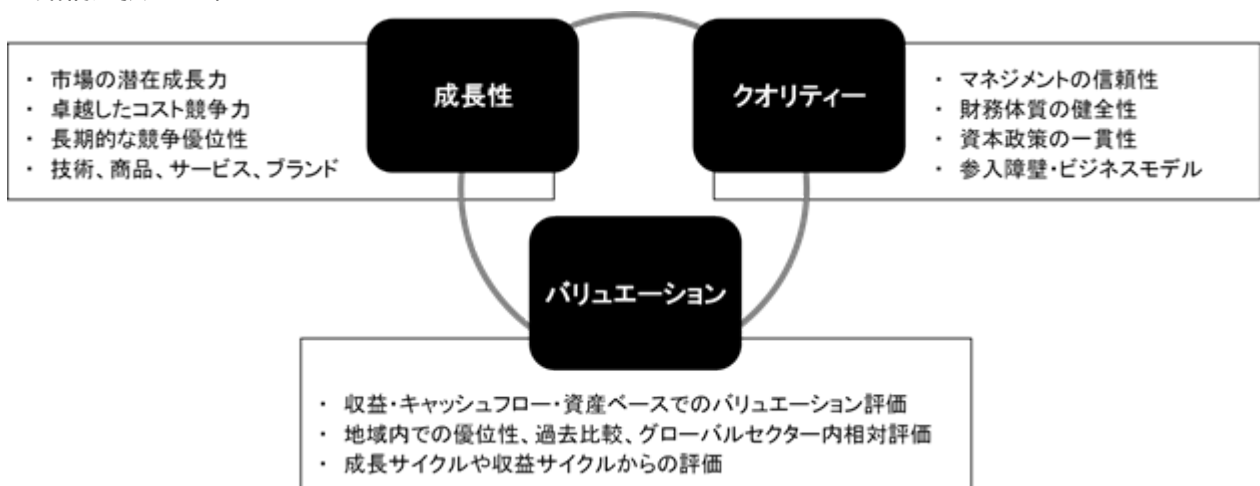 成長性
・ 市場の潜在成長力
・ 卓越したコスト競争力
・ 長期的な競争優位性
・ 技術、商品、サービス、ブランド
クオリティー
・ マネジメントの信頼性
・ 財務体質の健全性
・ 資本政策の一貫性
・ 参入障壁・ビジネスモデル
バリュエーション
・ 収益・キャッシュフロー・資産ベースでのバリュエーション評価
・ 地域内での優位性、過去比較、グローバルセクター内相対評価
・ 成長サイクルや収益サイクルからの評価